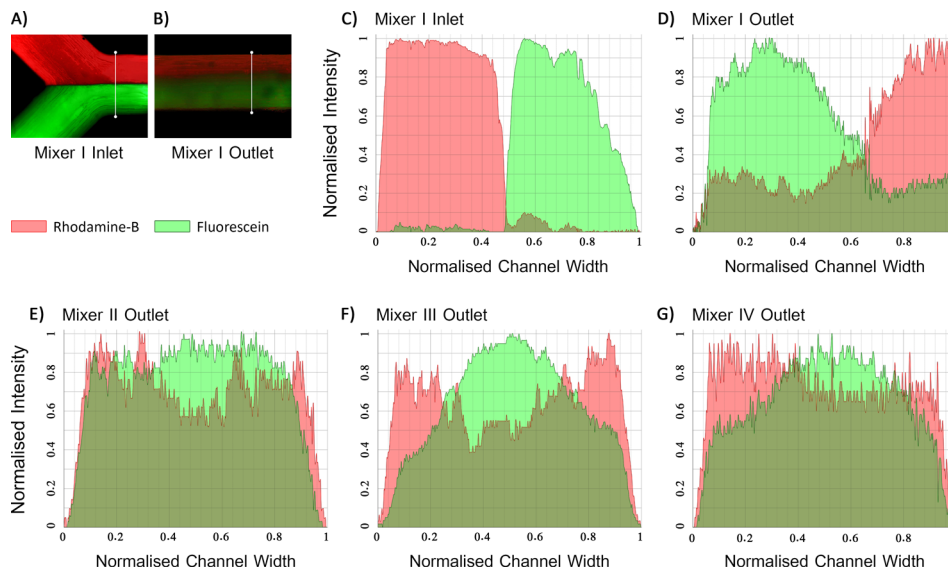 A)
B)
Mixer I Inlet
Mixer I Outlet
Rhodamine-B
Fluorescein
C) Mixer I Inlet
Normalised Intensity
0 0.2 0.4 0.6 0.8 1
0 0.2 0.4 0.6 0.8 1
Normalised Channel Width
D) Mixer I Outlet
0 0.2 0.4 0.6 0.8 1
0 0.2 0.4 0.6 0.8
Normalised Channel Width
E) Mixer II Outlet
Normalised Intensity
0 0.2 0.4 0.6 0.8 1
0 0.2 0.4 0.6 0.8 1
Normalised Channel Width
F) Mixer III Outlet
0 0.2 0.4 0.6 0.8 1
0 0.2 0.4 0.6 0.8 1
Normalised Channel Width
G) Mixer IV Outlet
0 0.2 0.4 0.6 0.8 1
0 0.2 0.4 0.6 0.8
Normalised Channel Width